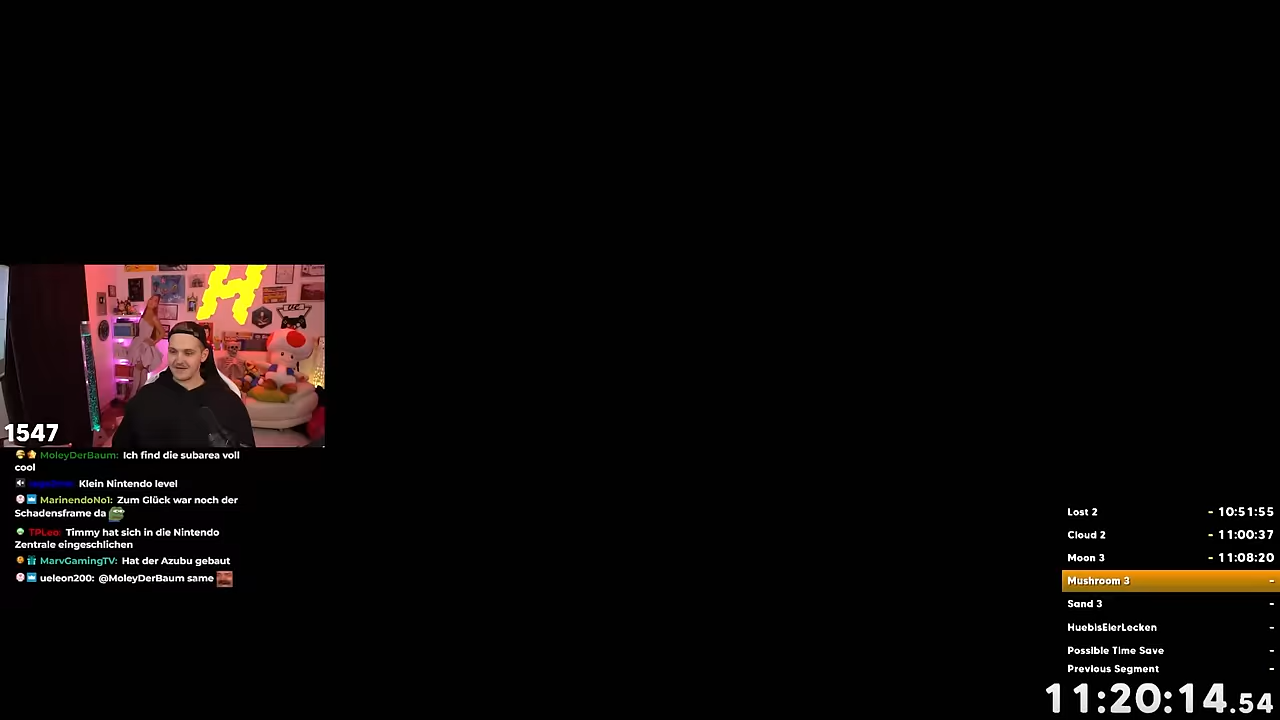 1547
MoleyDerBaum: Ich find die subarea voll
cool
Klein Nintendo level
MarinendoNo1: Zum Glück war noch der
Schadensframe da
TPLeo: Timmy hat sich in die Nintendo
Zentrale eingeschlichen
MarvGamingTV: Hat der Azubu gebaut
ueleon200: @MoleyDerBaum same
Lost 2 - 10:51:55
Cloud 2 - 11:00:37
Moon 3 - 11:08:20
Mushroom 3 -
Sand 3 -
HuebisEierLecken -
Possible Time Save -
Previous Segment -
11:20:14.54